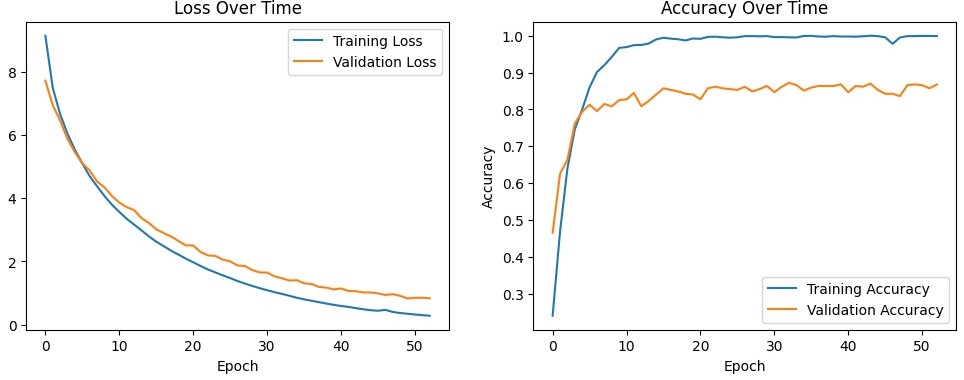 Loss Over Time
Training Loss
Validation Loss
8
6
4
2
0
0 10 20 30 40 50
Epoch
Accuracy Over Time
Accuracy
1.0
0.9
0.8
0.7
0.6
0.5
0.4
0.3
Training Accuracy
Validation Accuracy
0 10 20 30 40 50
Epoch